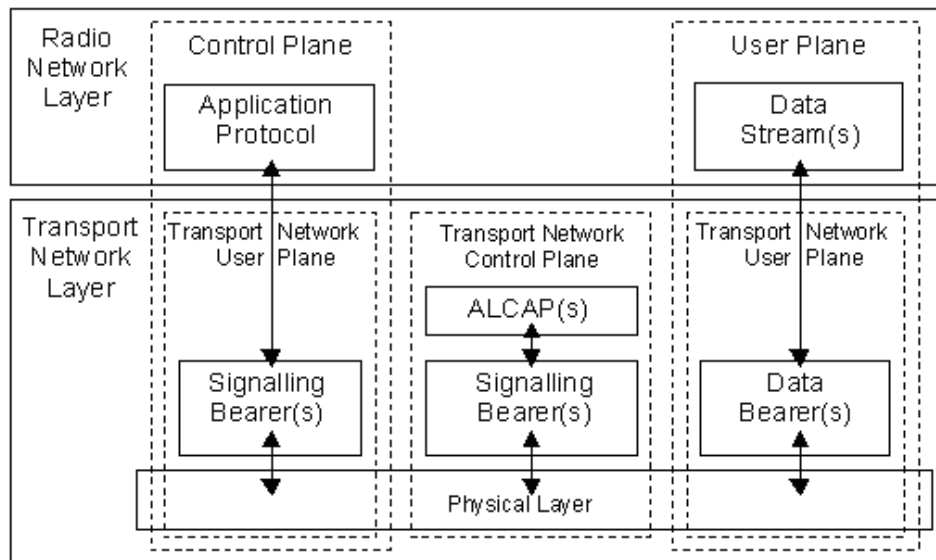 Radio
Network
Layer
Control Plane
User Plane
Application
Protocol
Data
Stream(s)
Transport
Network
Layer
Transport Network
User Plane
Transport Network
Control Plane
Transport Network
User Plane
ALCAP(s)
Signalling
Bearer(s)
Signalling
Bearer(s)
Data
Bearer(s)
Physical Layer